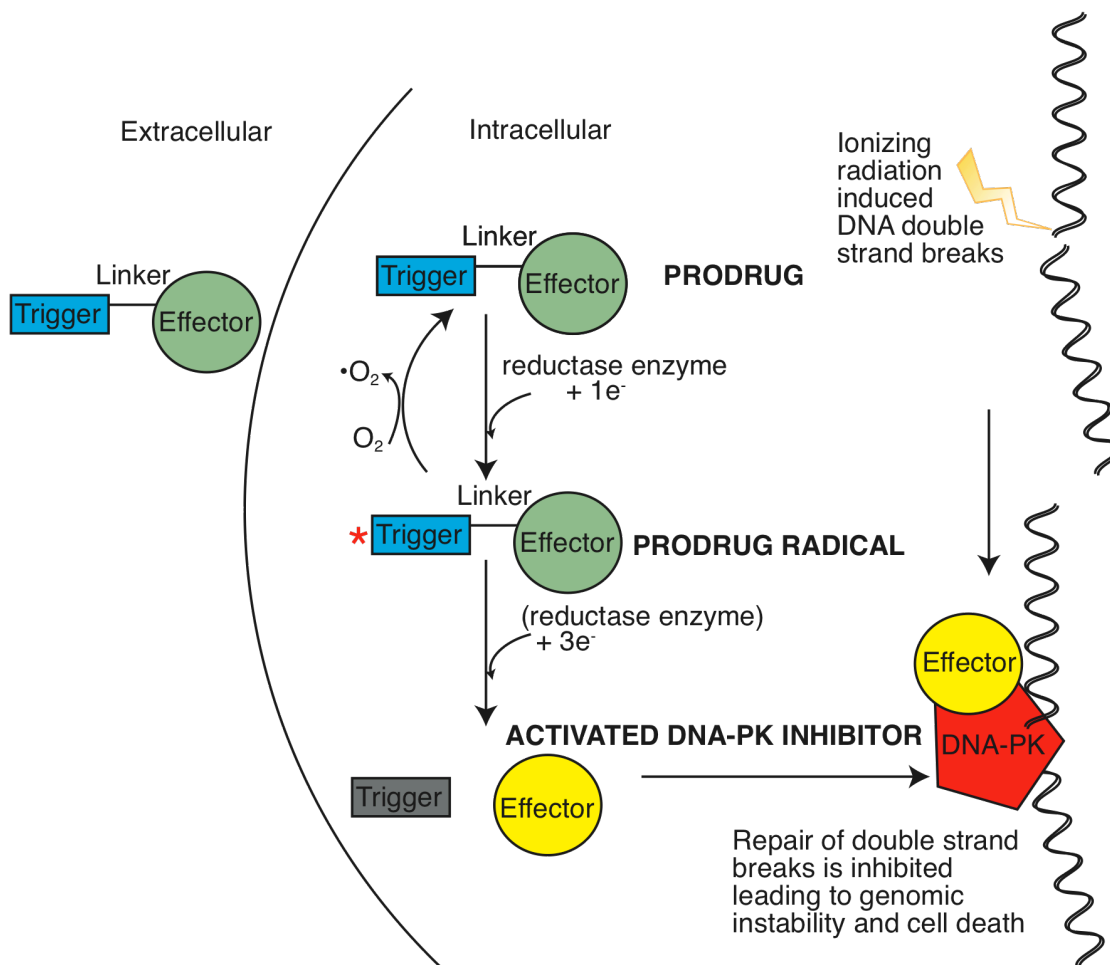 Extracellular
Intracellular
Ionizing
radiation
induced
DNA double
strand breaks
Linker
Trigger
Effector
Linker
Trigger
Effector
PRODRUG
•O₂
O₂
reductase enzyme
+ 1e⁻
Linker
*
Trigger
Effector
PRODRUG RADICAL
(reductase enzyme)
+ 3e⁻
ACTIVATED DNA-PK INHIBITOR
Trigger
Effector
Effector
DNA-PK
Repair of double strand
breaks is inhibited
leading to genomic
instability and cell death